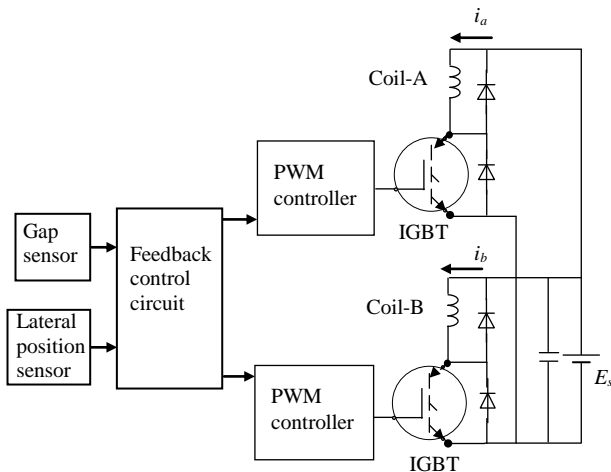 i_a
Coil-A
PWM
controller
IGBT
Gap
sensor
Feedback
control
circuit
i_b
Lateral
position
sensor
Coil-B
PWM
controller
E_s
IGBT